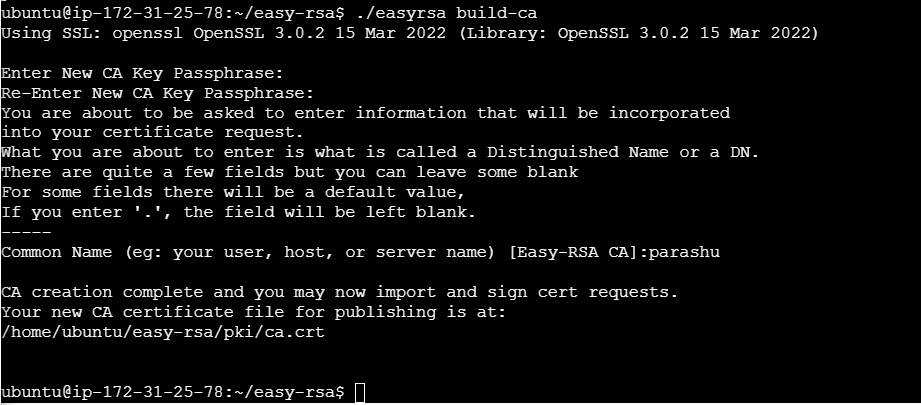 ubuntu@ip-172-31-25-78:~/easy-rsa$ ./easyrsa build-ca
Using SSL: openssl OpenSSL 3.0.2 15 Mar 2022 (Library: OpenSSL 3.0.2 15 Mar 2022)
Enter New CA Key Passphrase:
Re-Enter New CA Key Passphrase:
You are about to be asked to enter information that will be incorporated
into your certificate request.
What you are about to enter is what is called a Distinguished Name or a DN.
There are quite a few fields but you can leave some blank
For some fields there will be a default value,
If you enter '.', the field will be left blank.
-----
Common Name (eg: your user, host, or server name) [Easy-RSA CA]:parashu
CA creation complete and you may now import and sign cert requests.
Your new CA certificate file for publishing is at:
/home/ubuntu/easy-rsa/pki/ca.crt
ubuntu@ip-172-31-25-78:~/easy-rsa$